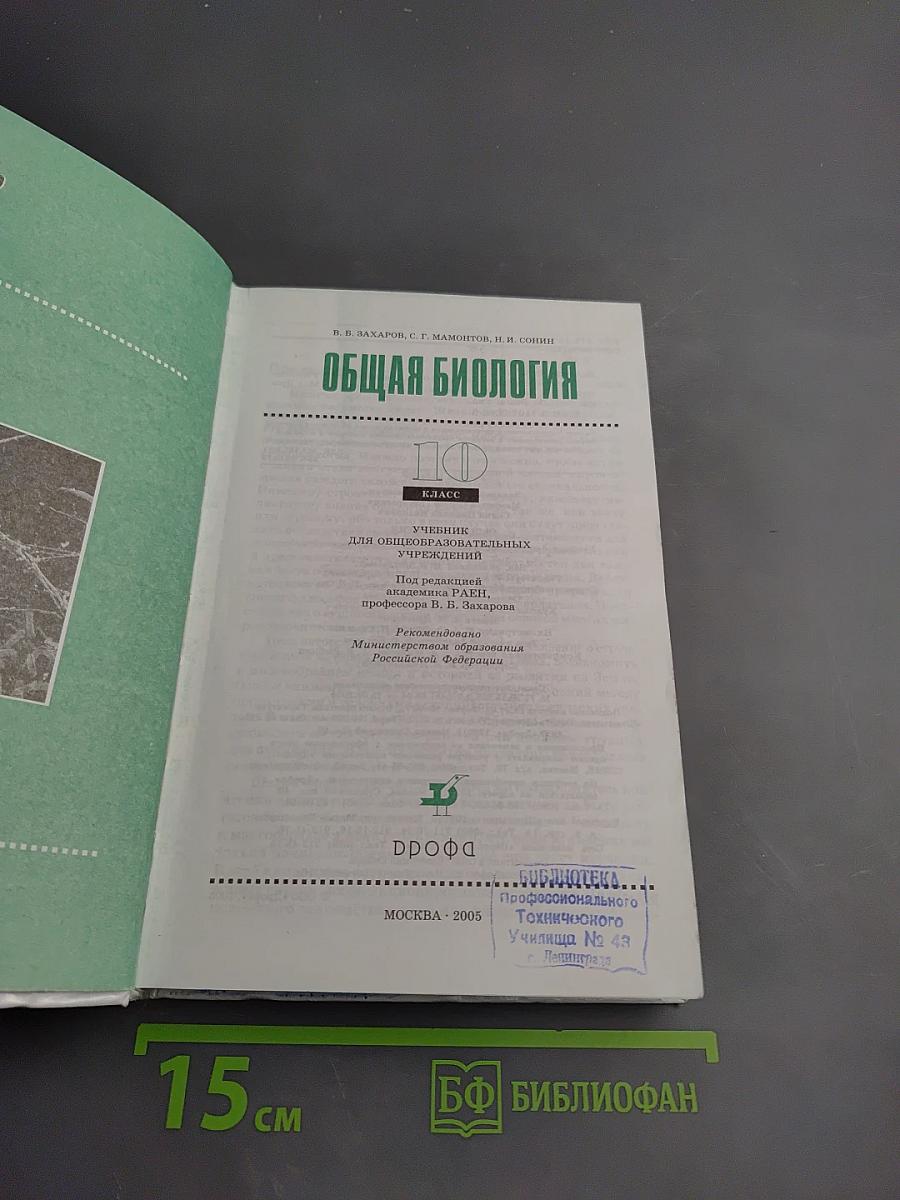 В. Б. ЗАХАРОВ, С. Г. МАМОНТОВ, Н. И. СОНИН
ОБЩАЯ БИОЛОГИЯ
10
КЛАСС
УЧЕБНИК
ДЛЯ ОБЩЕОБРАЗОВАТЕЛЬНЫХ
УЧРЕЖДЕНИЙ
Под редакцией
академика РАЕН,
профессора В. Б. Захарова
Рекомендовано
Министерством образования
Российской Федерации
дрофа
МОСКВА · 2005
БИБЛИОТЕКА
Профессионального
Технического
Училища № 43
г. Ленинграда
15 см
БФ БИБЛИОФАН